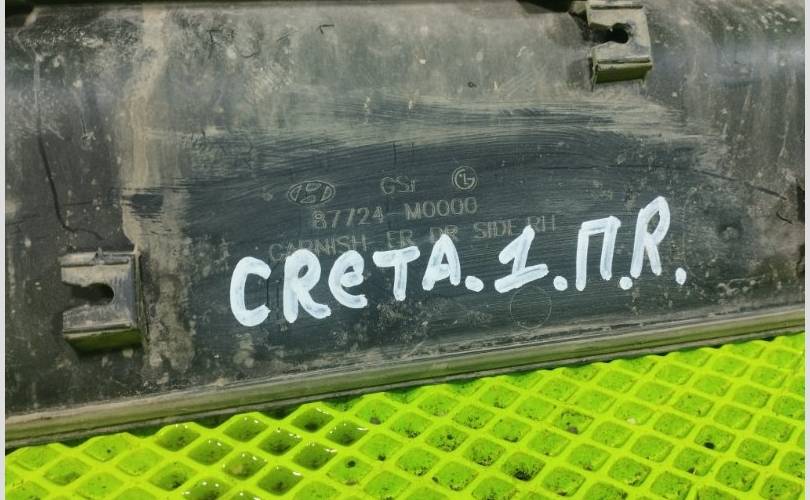 GSr
87724-M0000
GARNISH FR DR SIDE RH
CReTA.1.П.R.